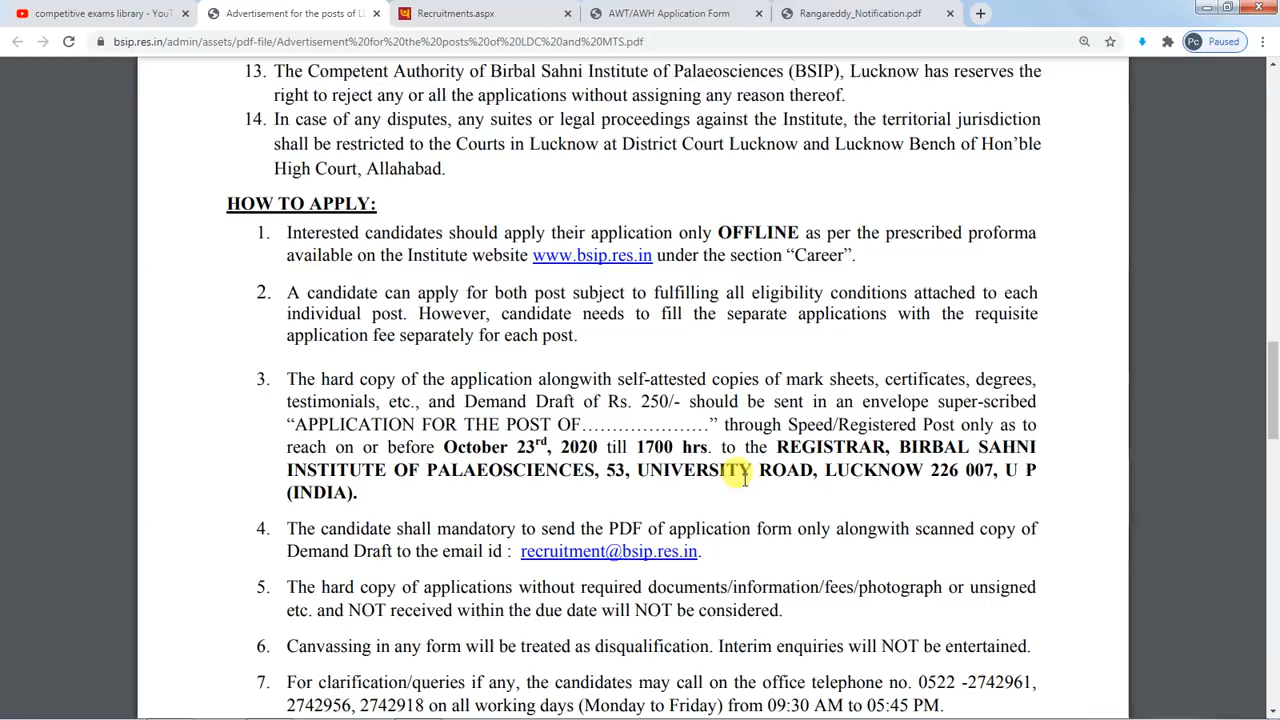 competitive exams library - YouT
Advertisement for the posts of L
Recruitments.aspx
AWT/AWH Application Form
Rangareddy_Notification.pdf
bsip.res.in/admin/assets/pdf-file/Advertisement%20for%20the%20posts%20of%20LDC%20and%20MTS.pdf
Pc Paused
13. The Competent Authority of Birbal Sahni Institute of Palaeosciences (BSIP), Lucknow has reserves the
right to reject any or all the applications without assigning any reason thereof.
14. In case of any disputes, any suites or legal proceedings against the Institute, the territorial jurisdiction
shall be restricted to the Courts in Lucknow at District Court Lucknow and Lucknow Bench of Hon'ble
High Court, Allahabad.
HOW TO APPLY:
1. Interested candidates should apply their application only OFFLINE as per the prescribed proforma
available on the Institute website www.bsip.res.in under the section “Career”.
2. A candidate can apply for both post subject to fulfilling all eligibility conditions attached to each
individual post. However, candidate needs to fill the separate applications with the requisite
application fee separately for each post.
3. The hard copy of the application alongwith self-attested copies of mark sheets, certificates, degrees,
testimonials, etc., and Demand Draft of Rs. 250/- should be sent in an envelope super-scribed
“APPLICATION FOR THE POST OF…………………” through Speed/Registered Post only as to
reach on or before October 23rd, 2020 till 1700 hrs. to the REGISTRAR, BIRBAL SAHNI
INSTITUTE OF PALAEOSCIENCES, 53, UNIVERSITY ROAD, LUCKNOW 226 007, U P
(INDIA).
4. The candidate shall mandatory to send the PDF of application form only alongwith scanned copy of
Demand Draft to the email id : recruitment@bsip.res.in.
5. The hard copy of applications without required documents/information/fees/photograph or unsigned
etc. and NOT received within the due date will NOT be considered.
6. Canvassing in any form will be treated as disqualification. Interim enquiries will NOT be entertained.
7. For clarification/queries if any, the candidates may call on the office telephone no. 0522 -2742961,
2742956, 2742918 on all working days (Monday to Friday) from 09:30 AM to 05:45 PM.